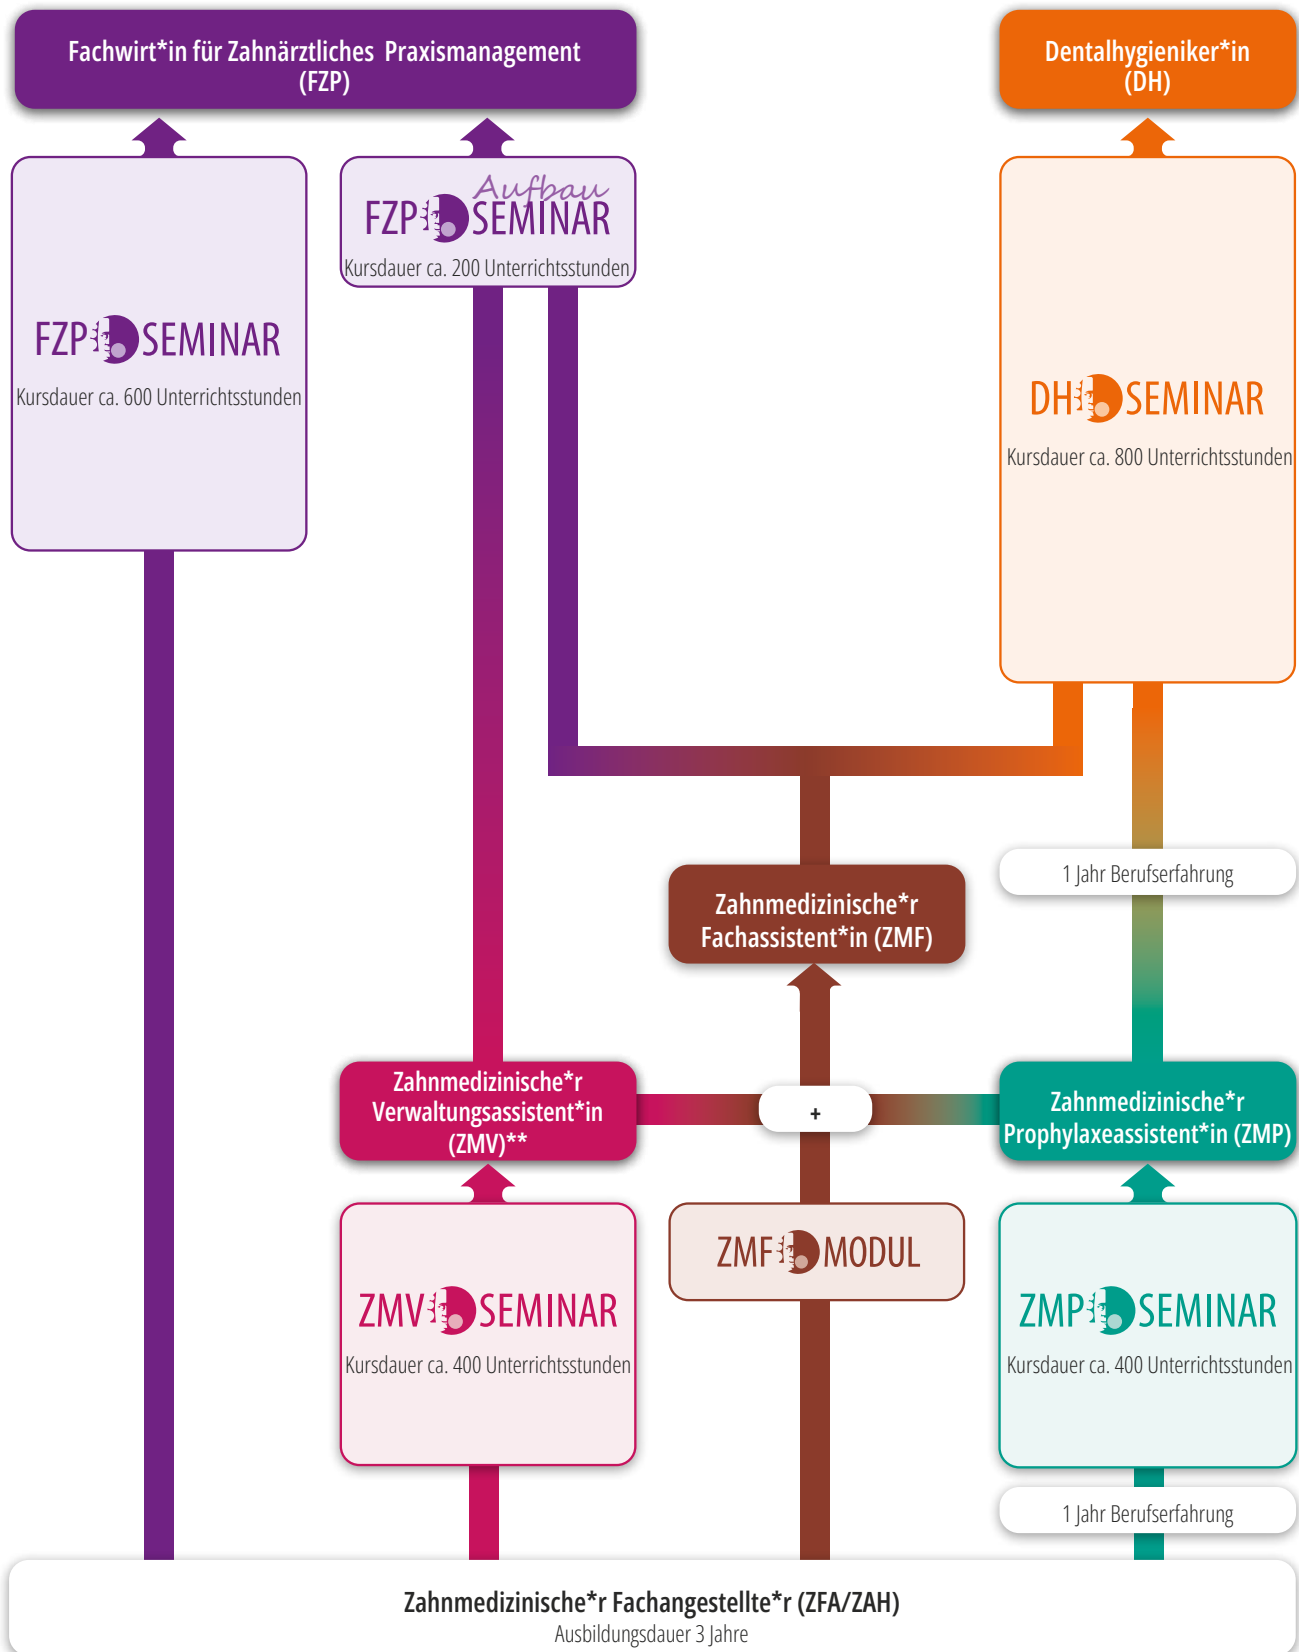 Fachwirt*in für Zahnärztliches Praxismanagement
(FZP)
Dentalhygieniker*in
(DH)
Aufbau
FZP SEMINAR
Kursdauer ca. 200 Unterrichtsstunden
FZP SEMINAR
Kursdauer ca. 600 Unterrichtsstunden
DH SEMINAR
Kursdauer ca. 800 Unterrichtsstunden
1 Jahr Berufserfahrung
Zahnmedizinische*r
Fachassistent*in (ZMF)
Zahnmedizinische*r
Verwaltungsassistent*in
(ZMV)**
+
Zahnmedizinische*r
Prophylaxeassistent*in (ZMP)
ZMV SEMINAR
Kursdauer ca. 400 Unterrichtsstunden
ZMF MODUL
ZMP SEMINAR
Kursdauer ca. 400 Unterrichtsstunden
1 Jahr Berufserfahrung
Zahnmedizinische*r Fachangestellte*r (ZFA/ZAH)
Ausbildungsdauer 3 Jahre